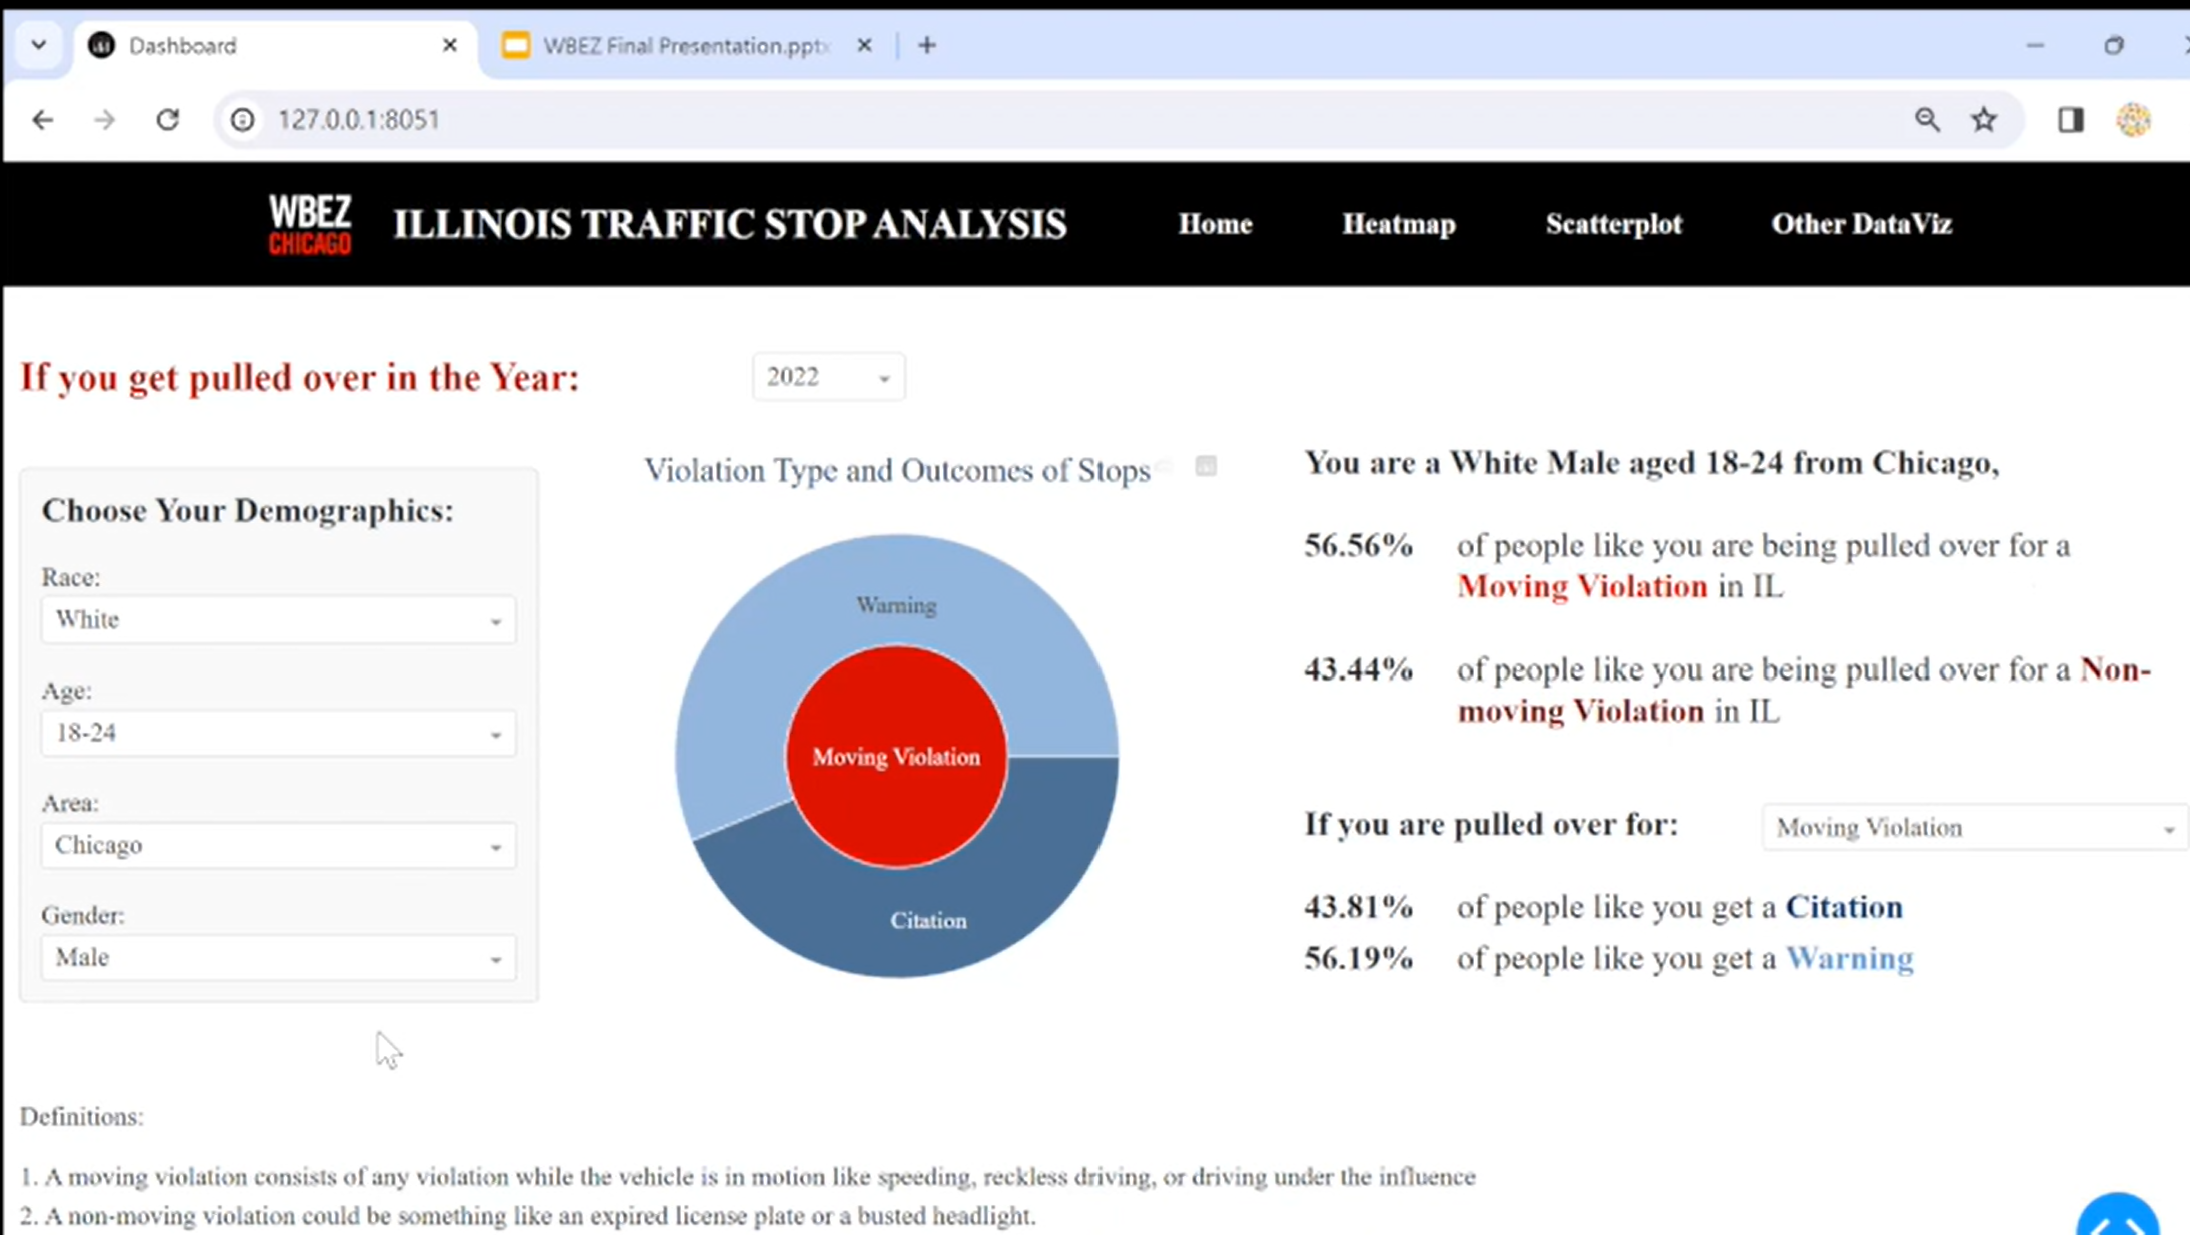 Dashboard
WBEZ Final Presentation.pptx
127.0.0.1:8051
WBEZ
CHICAGO
ILLINOIS TRAFFIC STOP ANALYSIS
Home
Heatmap
Scatterplot
Other DataViz
If you get pulled over in the Year:
2022
Choose Your Demographics:
Race:
White
Age:
18-24
Area:
Chicago
Gender:
Male
Violation Type and Outcomes of Stops
Warning
Moving Violation
Citation
You are a White Male aged 18-24 from Chicago,
56.56% of people like you are being pulled over for a
Moving Violation in IL
43.44% of people like you are being pulled over for a Non-
moving Violation in IL
If you are pulled over for: Moving Violation
43.81% of people like you get a Citation
56.19% of people like you get a Warning
Definitions:
1. A moving violation consists of any violation while the vehicle is in motion like speeding, reckless driving, or driving under the influence
2. A non-moving violation could be something like an expired license plate or a busted headlight.